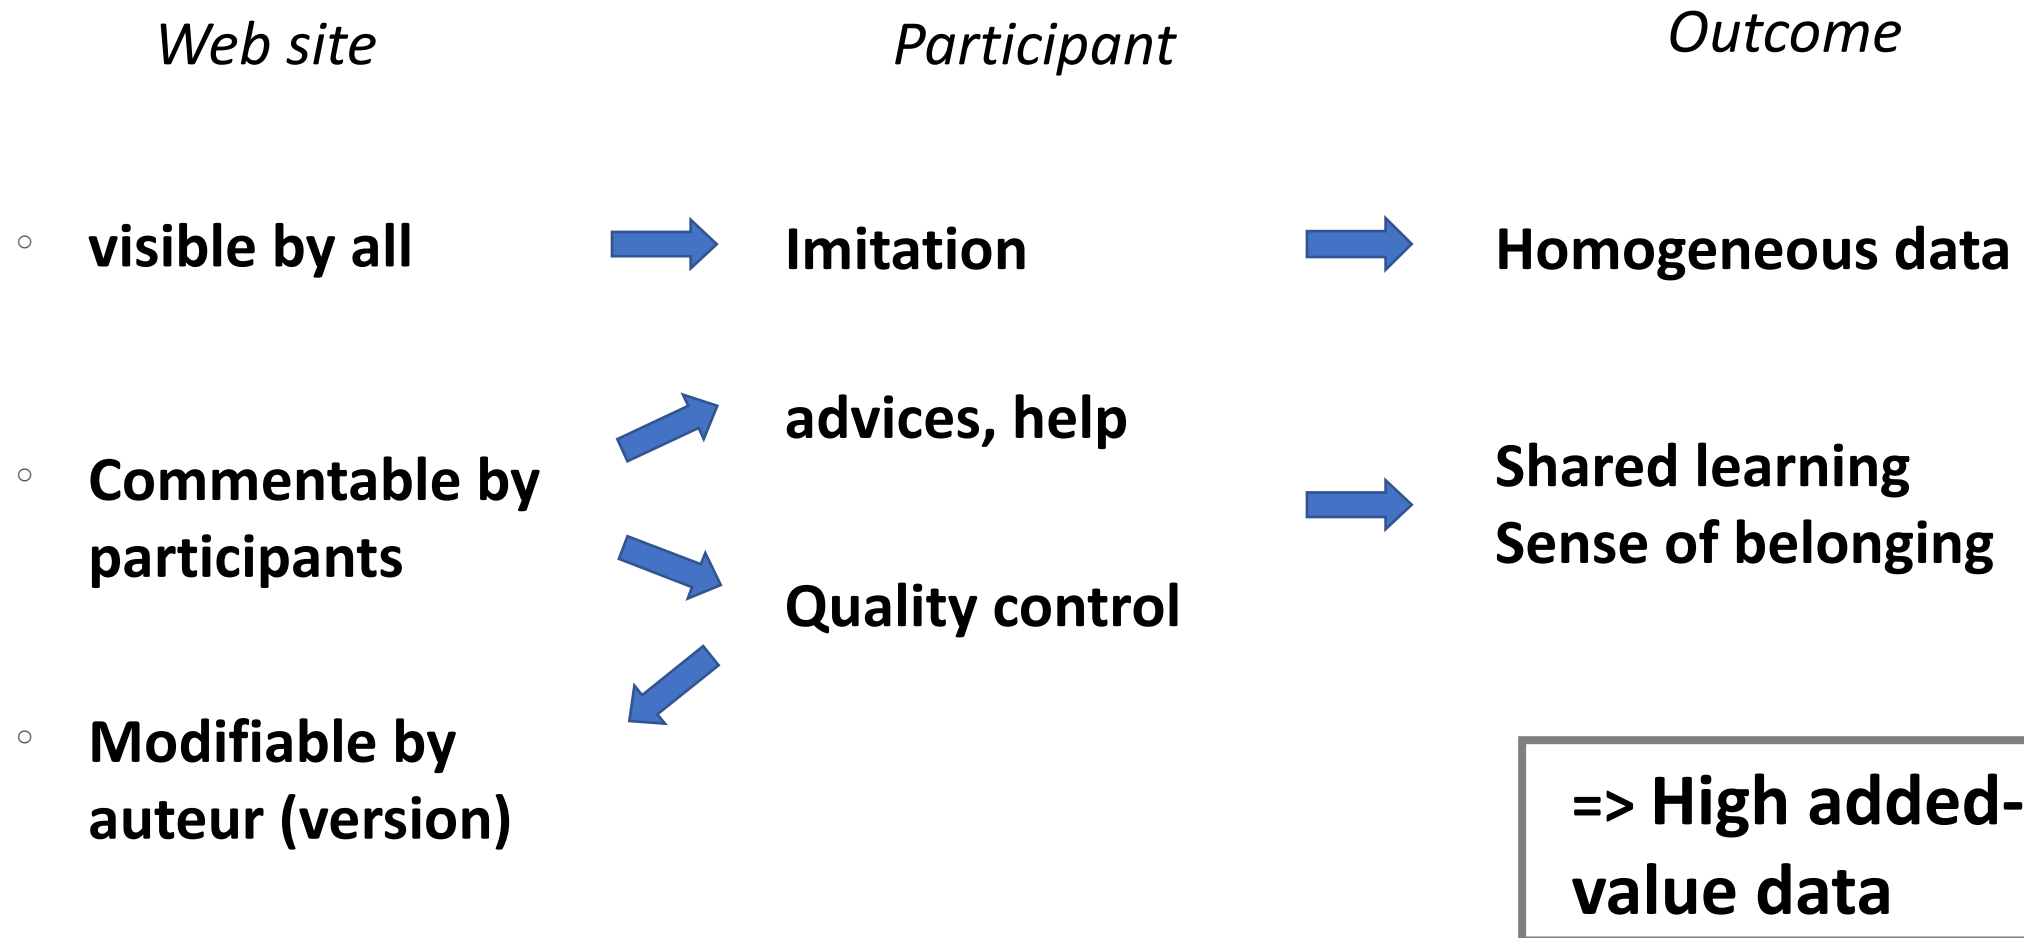 Web site
Participant
Outcome
◦ visible by all
Imitation
Homogeneous data
advices, help
◦ Commentable by
participants
Shared learning
Sense of belonging
Quality control
◦ Modifiable by
auteur (version)
=> High added-
value data